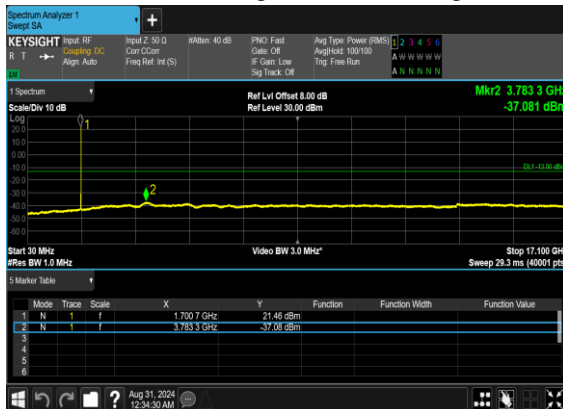 Spectrum Analyzer 1
Swept SA
+
KEYSIGHT Input: RF Input Z: 50 Ω #Atten: 40 dB PNO: Fast Avg Type: Power (RMS) 1 2 3 4 5 6
R T Coupling: DC Corr CCorr Gate: Off Avg|Hold: 100/100 A W W W W W
Align: Auto Freq Ref: Int (S) IF Gain: Low Trig: Free Run
LU Sig Track: Off A N N N N N
1 Spectrum Ref Lvl Offset 8.00 dB Mkr2 3.783 3 GHz
Scale/Div 10 dB Ref Level 30.00 dBm -37.081 dBm
Log
1
20.0
10.0
0.00
-10.0 DL1 -13.00 dBm
-20.0
-30.0 2
-40.0
-50.0
-60.0
Start 30 MHz Video BW 3.0 MHz* Stop 17.100 GH
#Res BW 1.0 MHz Sweep 29.3 ms (40001 pts
5 Marker Table
Mode Trace Scale X Y Function Function Width Function Value
1 N 1 f 1.700 7 GHz 21.46 dBm
2 N 1 f 3.783 3 GHz -37.08 dBm
3
4
5
6
? Aug 31, 2024
12:34:30 AM